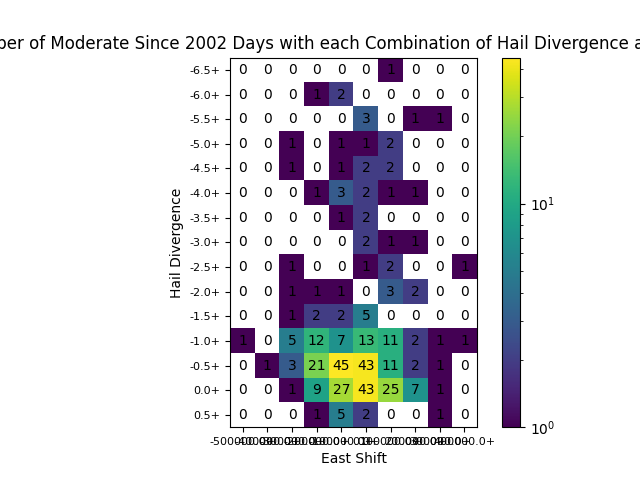 ber of Moderate Since 2002 Days with each Combination of Hail Divergence a
Hail Divergence
-6.5+ 0 0 0 0 0 0 1 0 0 0
-6.0+ 0 0 0 1 2 0 0 0 0 0
-5.5+ 0 0 0 0 0 3 0 1 1 0
-5.0+ 0 0 1 0 1 1 2 0 0 0
-4.5+ 0 0 1 0 1 2 2 0 0 0
-4.0+ 0 0 0 1 3 2 1 1 0 0
-3.5+ 0 0 0 0 1 2 0 0 0 0
-3.0+ 0 0 0 0 0 2 1 1 0 0
-2.5+ 0 0 1 0 0 1 2 0 0 1
-2.0+ 0 0 1 1 1 0 3 2 0 0
-1.5+ 0 0 1 2 2 5 0 0 0 0
-1.0+ 1 0 5 12 7 13 11 2 1 1
-0.5+ 0 1 3 21 45 43 11 2 1 0
0.0+ 0 0 1 9 27 43 25 7 1 0
0.5+ 0 0 0 1 5 2 0 0 1 0
East Shift
10¹
10⁰